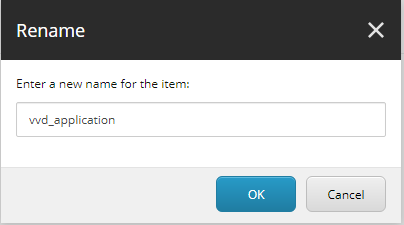 Rename
Enter a new name for the item:
vvd_application
OK
Cancel